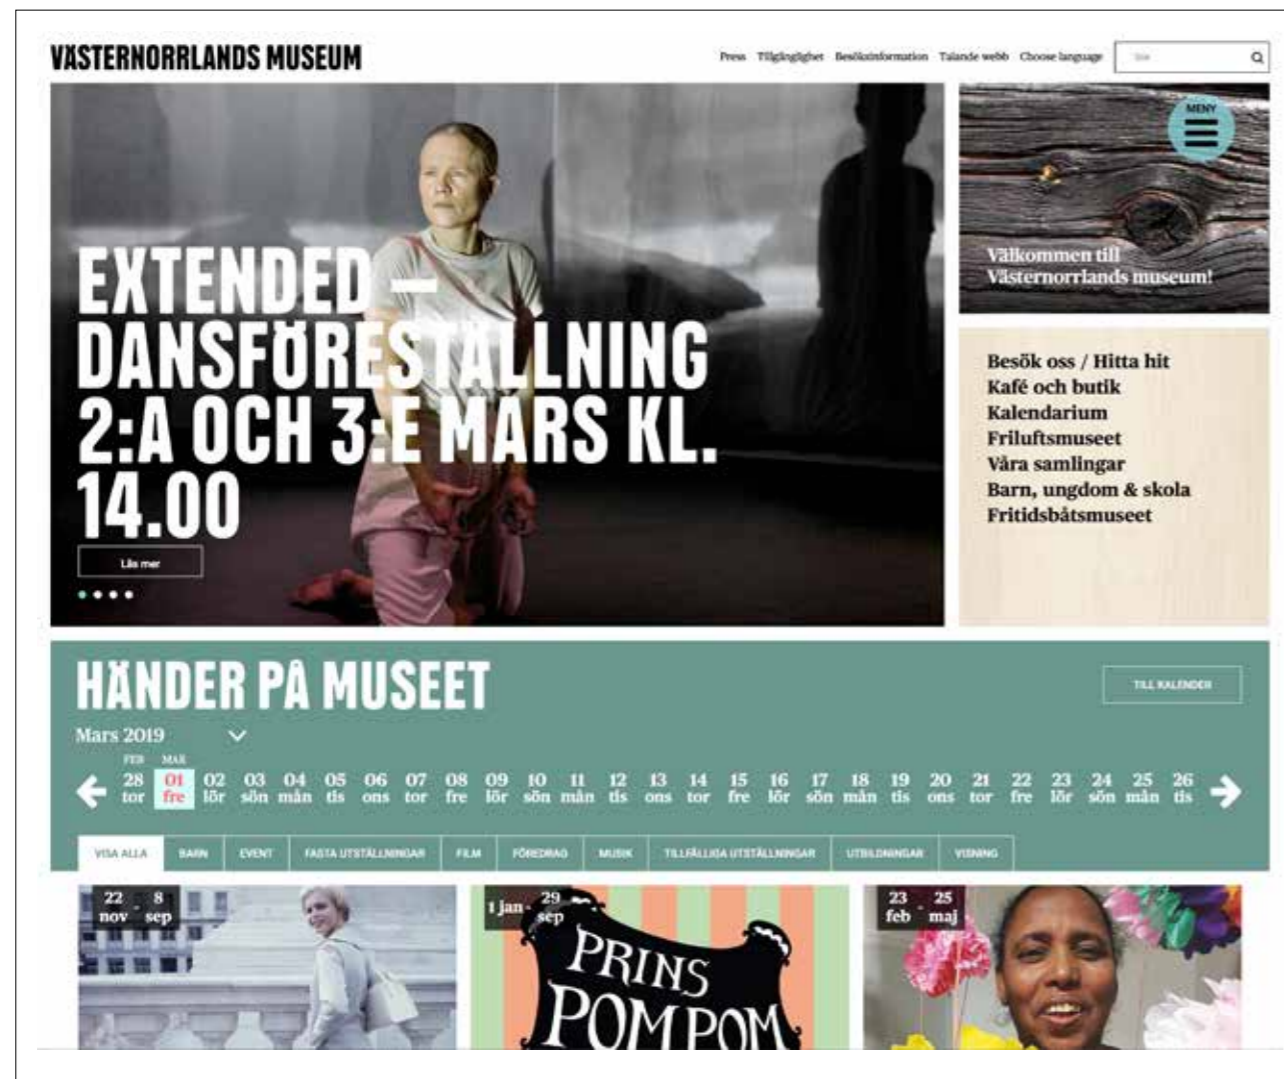 VÄSTERNORRLANDS MUSEUM
Press Tillgänglighet Besöksinformation Talande webb Choose language
Sök
MENY
EXTENDED –
DANSFÖRESTÄLLNING
2:A OCH 3:E MARS KL.
14.00
Läs mer
Välkommen till
Västernorrlands museum!
Besök oss / Hitta hit
Kafé och butik
Kalendarium
Friluftsmuseet
Våra samlingar
Barn, ungdom & skola
Fritidsbåtsmuseet
HÄNDER PÅ MUSEET
TILL KALENDER
Mars 2019
FEB MAR
28 01 02 03 04 05 06 07 08 09 10 11 12 13 14 15 16 17 18 19 20 21 22 23 24 25 26
tor fre lör sön mån tis ons tor fre lör sön mån tis ons tor fre lör sön mån tis ons tor fre lör sön mån tis
VISA ALLA BARN EVENT FASTA UTSTÄLLNINGAR FILM FÖREDRAG MUSIK TILLFÄLLIGA UTSTÄLLNINGAR UTBILDNINGAR VISNING
22 nov - 8 sep
1 jan - 29 sep
23 feb - 25 maj
PRINS
POMPOM